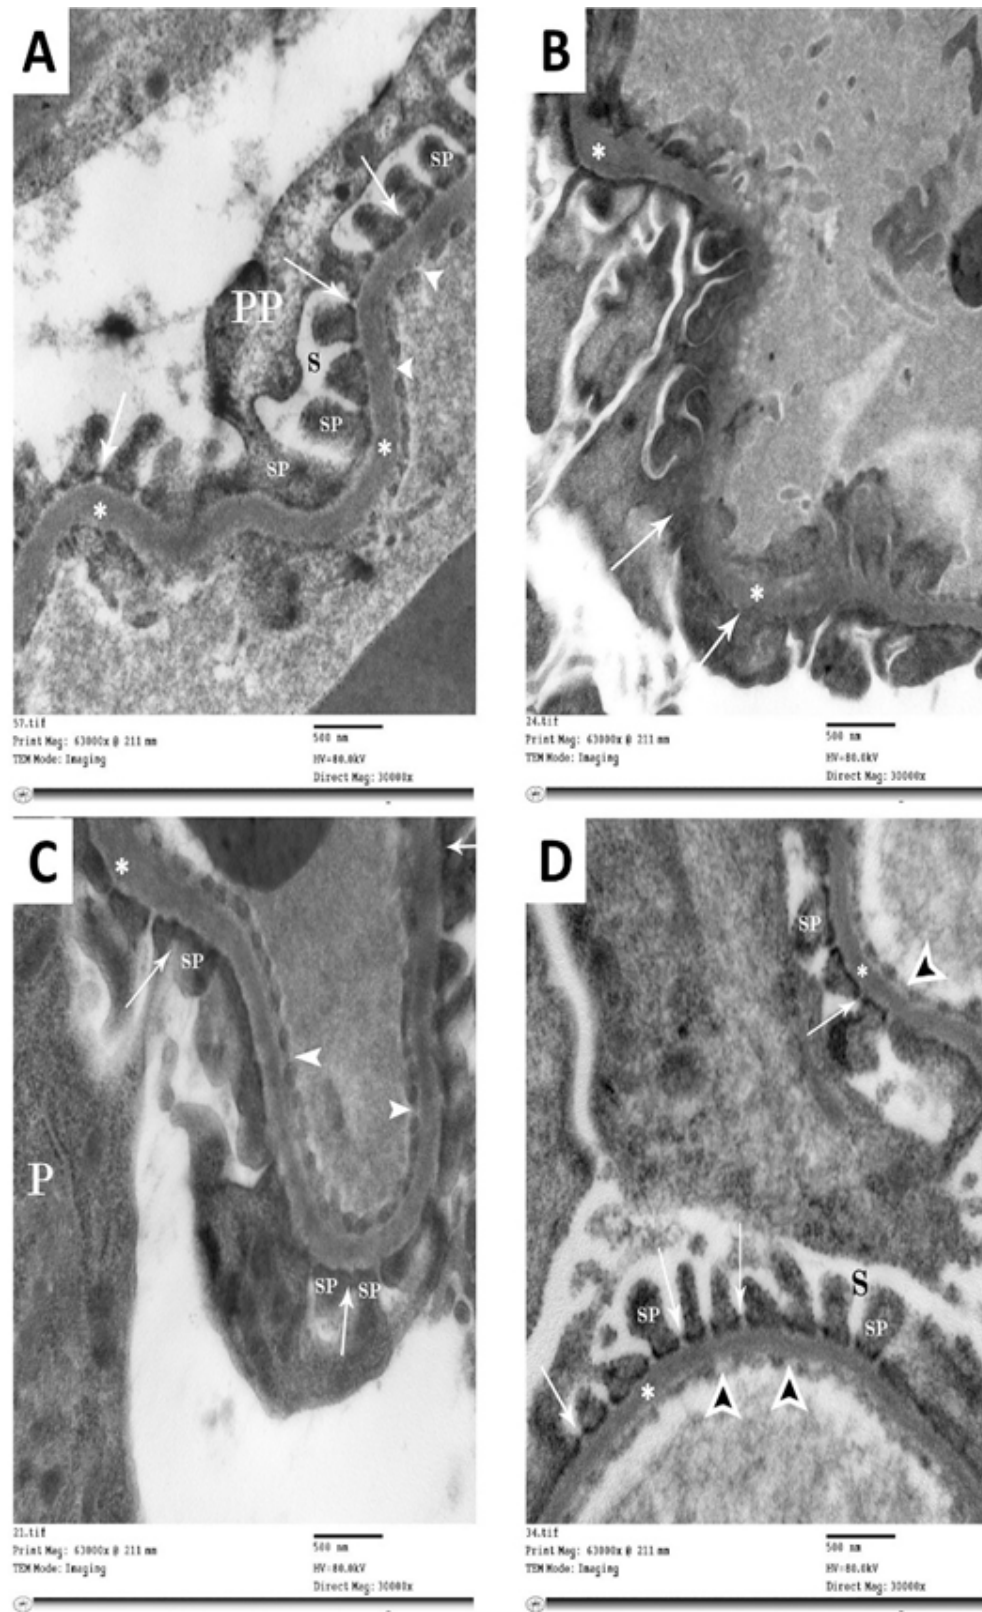 A
SP
PP
S
SP
SP
57.tif
Print Mag: 63000x @ 211 mm
TEM Mode: Imaging
500 nm
HV=80.0kV
Direct Mag: 30000x
B
24.tif
Print Mag: 63000x @ 211 mm
TEM Mode: Imaging
500 nm
HV=80.0kV
Direct Mag: 30000x
C
SP
P
SP SP
21.tif
Print Mag: 63000x @ 211 mm
TEM Mode: Imaging
500 nm
HV=80.0kV
Direct Mag: 30000x
D
SP
S
SP
SP
34.tif
Print Mag: 63000x @ 211 mm
TEM Mode: Imaging
500 nm
HV=80.0kV
Direct Mag: 30000x